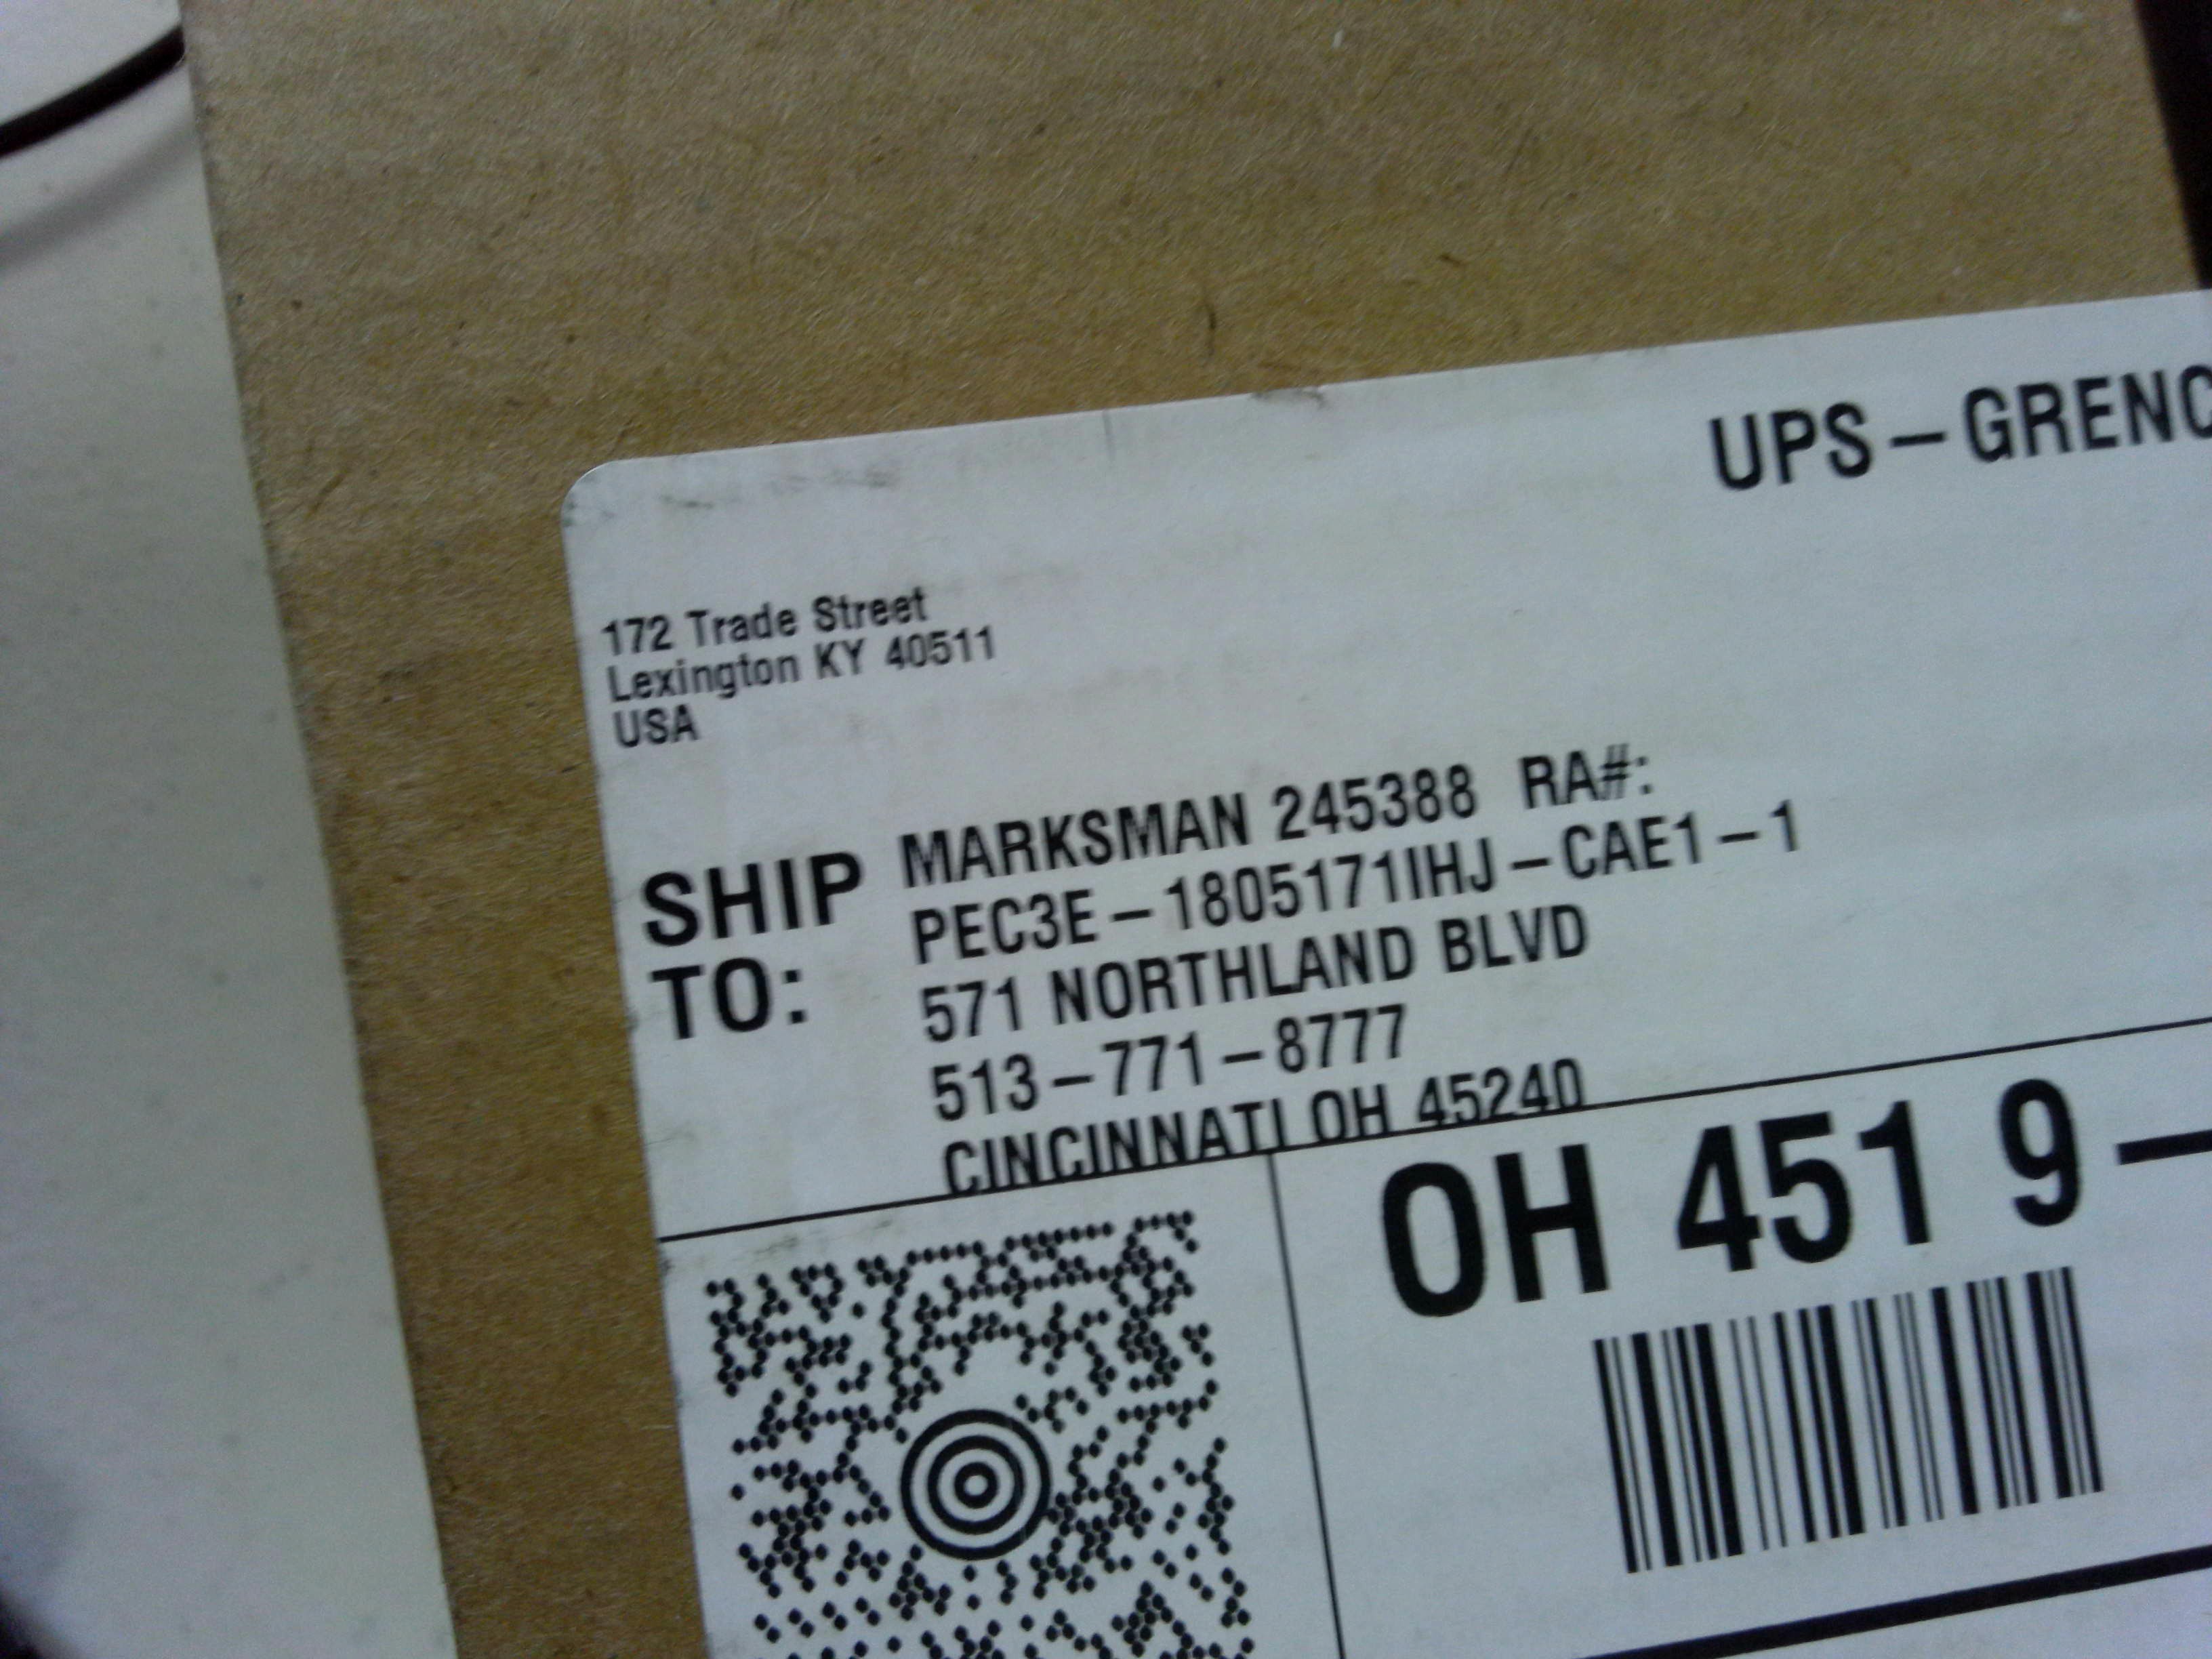 UPS-GRENC
172 Trade Street
Lexington KY 40511
USA
SHIP TO:
MARKSMAN 245388 RA#:
PEC3E-1805171IHJ-CAE1-1
571 NORTHLAND BLVD
513-771-8777
CINCINNATI OH 45240
OH 451 9-